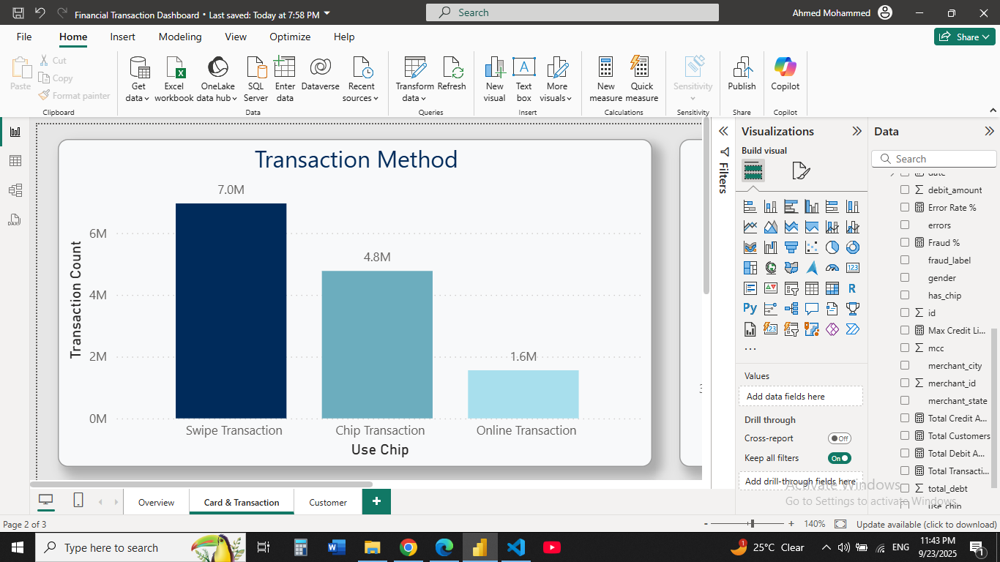 Financial Transaction Dashboard • Last saved: Today at 7:58 PM
Search
Ahmed Mohammed
File
Home
Insert
Modeling
View
Optimize
Help
Share
Paste
Cut
Copy
Format painter
Clipboard
Get data
Excel workbook
OneLake data hub
SQL Server
Enter data
Dataverse
Recent sources
Data
Transform data
Refresh
Queries
New visual
Text box
More visuals
Insert
New measure
Quick measure
Calculations
Sensitivity
Sensitivity
Publish
Share
Copilot
Copilot
Transaction Method
7.0M
4.8M
1.6M
6M
4M
2M
0M
Transaction Count
Swipe Transaction
Chip Transaction
Online Transaction
Use Chip
Filters
Visualizations
Build visual
123
R
Py
Values
Add data fields here
Drill through
Cross-report
Off
Keep all filters
On
Add drill-through fields here
Data
Search
date
debit_amount
Error Rate %
errors
Fraud %
fraud_label
gender
has_chip
id
Max Credit Li...
mcc
merchant_city
merchant_id
merchant_state
Total Credit A...
Total Customers
Total Debit A...
Total Transacti...
total_debt
use_chip
Activate Windows
Go to Settings to activate Windows.
Overview
Card & Transaction
Customer
Page 2 of 3
140%
Update available (click to download)
Type here to search
25°C Clear
ENG
11:43 PM
9/23/2025